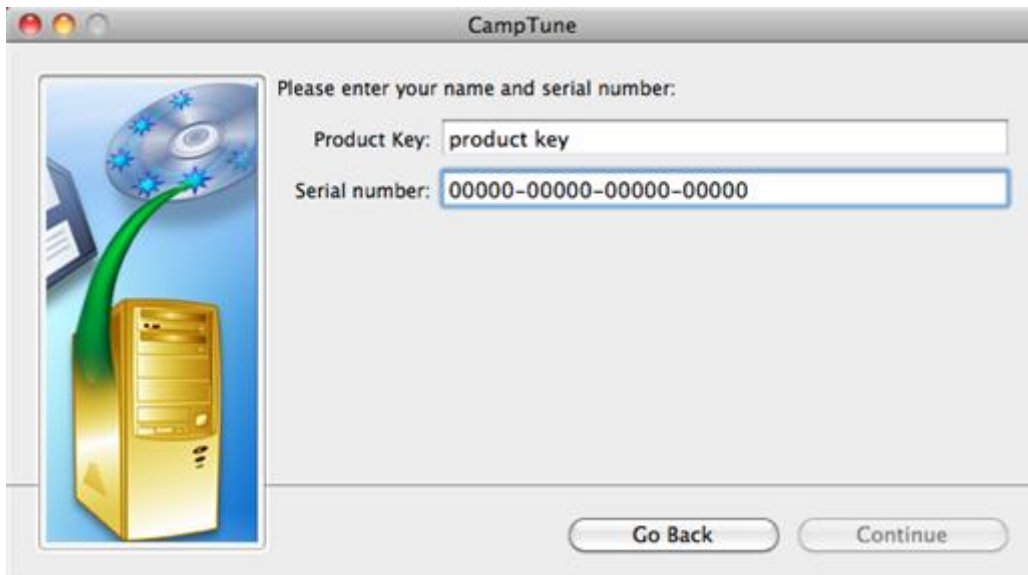 CampTune
Please enter your name and serial number:
Product Key: product key
Serial number: 00000-00000-00000-00000
Go Back Continue